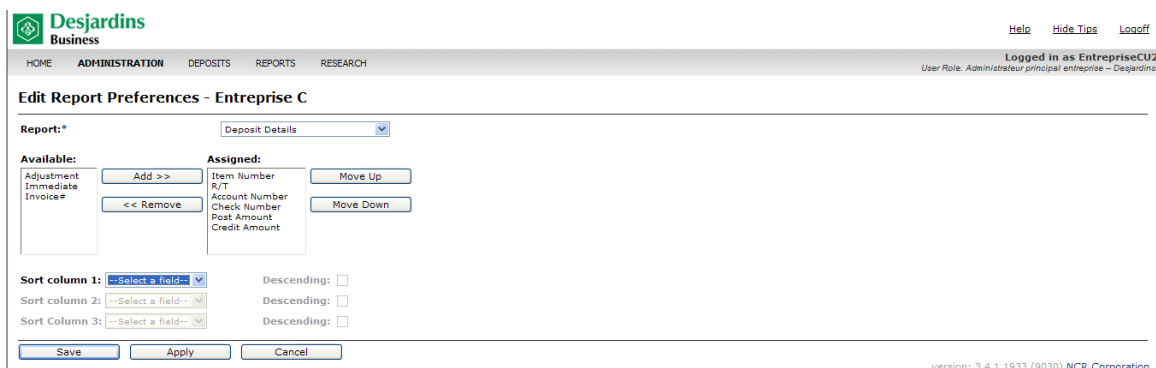 Desjardins
Business
Help Hide Tips Logoff
HOME ADMINISTRATION DEPOSITS REPORTS RESEARCH
Logged in as EntrepriseCU2
User Role: Administrateur principal entreprise – Desjardins
Edit Report Preferences - Entreprise C
Report:* Deposit Details
Available: Assigned:
Adjustment
Immediate
Invoice#
Add >>
<< Remove
Item Number
R/T
Account Number
Check Number
Post Amount
Credit Amount
Move Up
Move Down
Sort column 1: --Select a field-- Descending:
Sort column 2: --Select a field-- Descending:
Sort Column 3: --Select a field-- Descending:
Save Apply Cancel
version: 3.4.1.1933 (9030) NCR Corporation